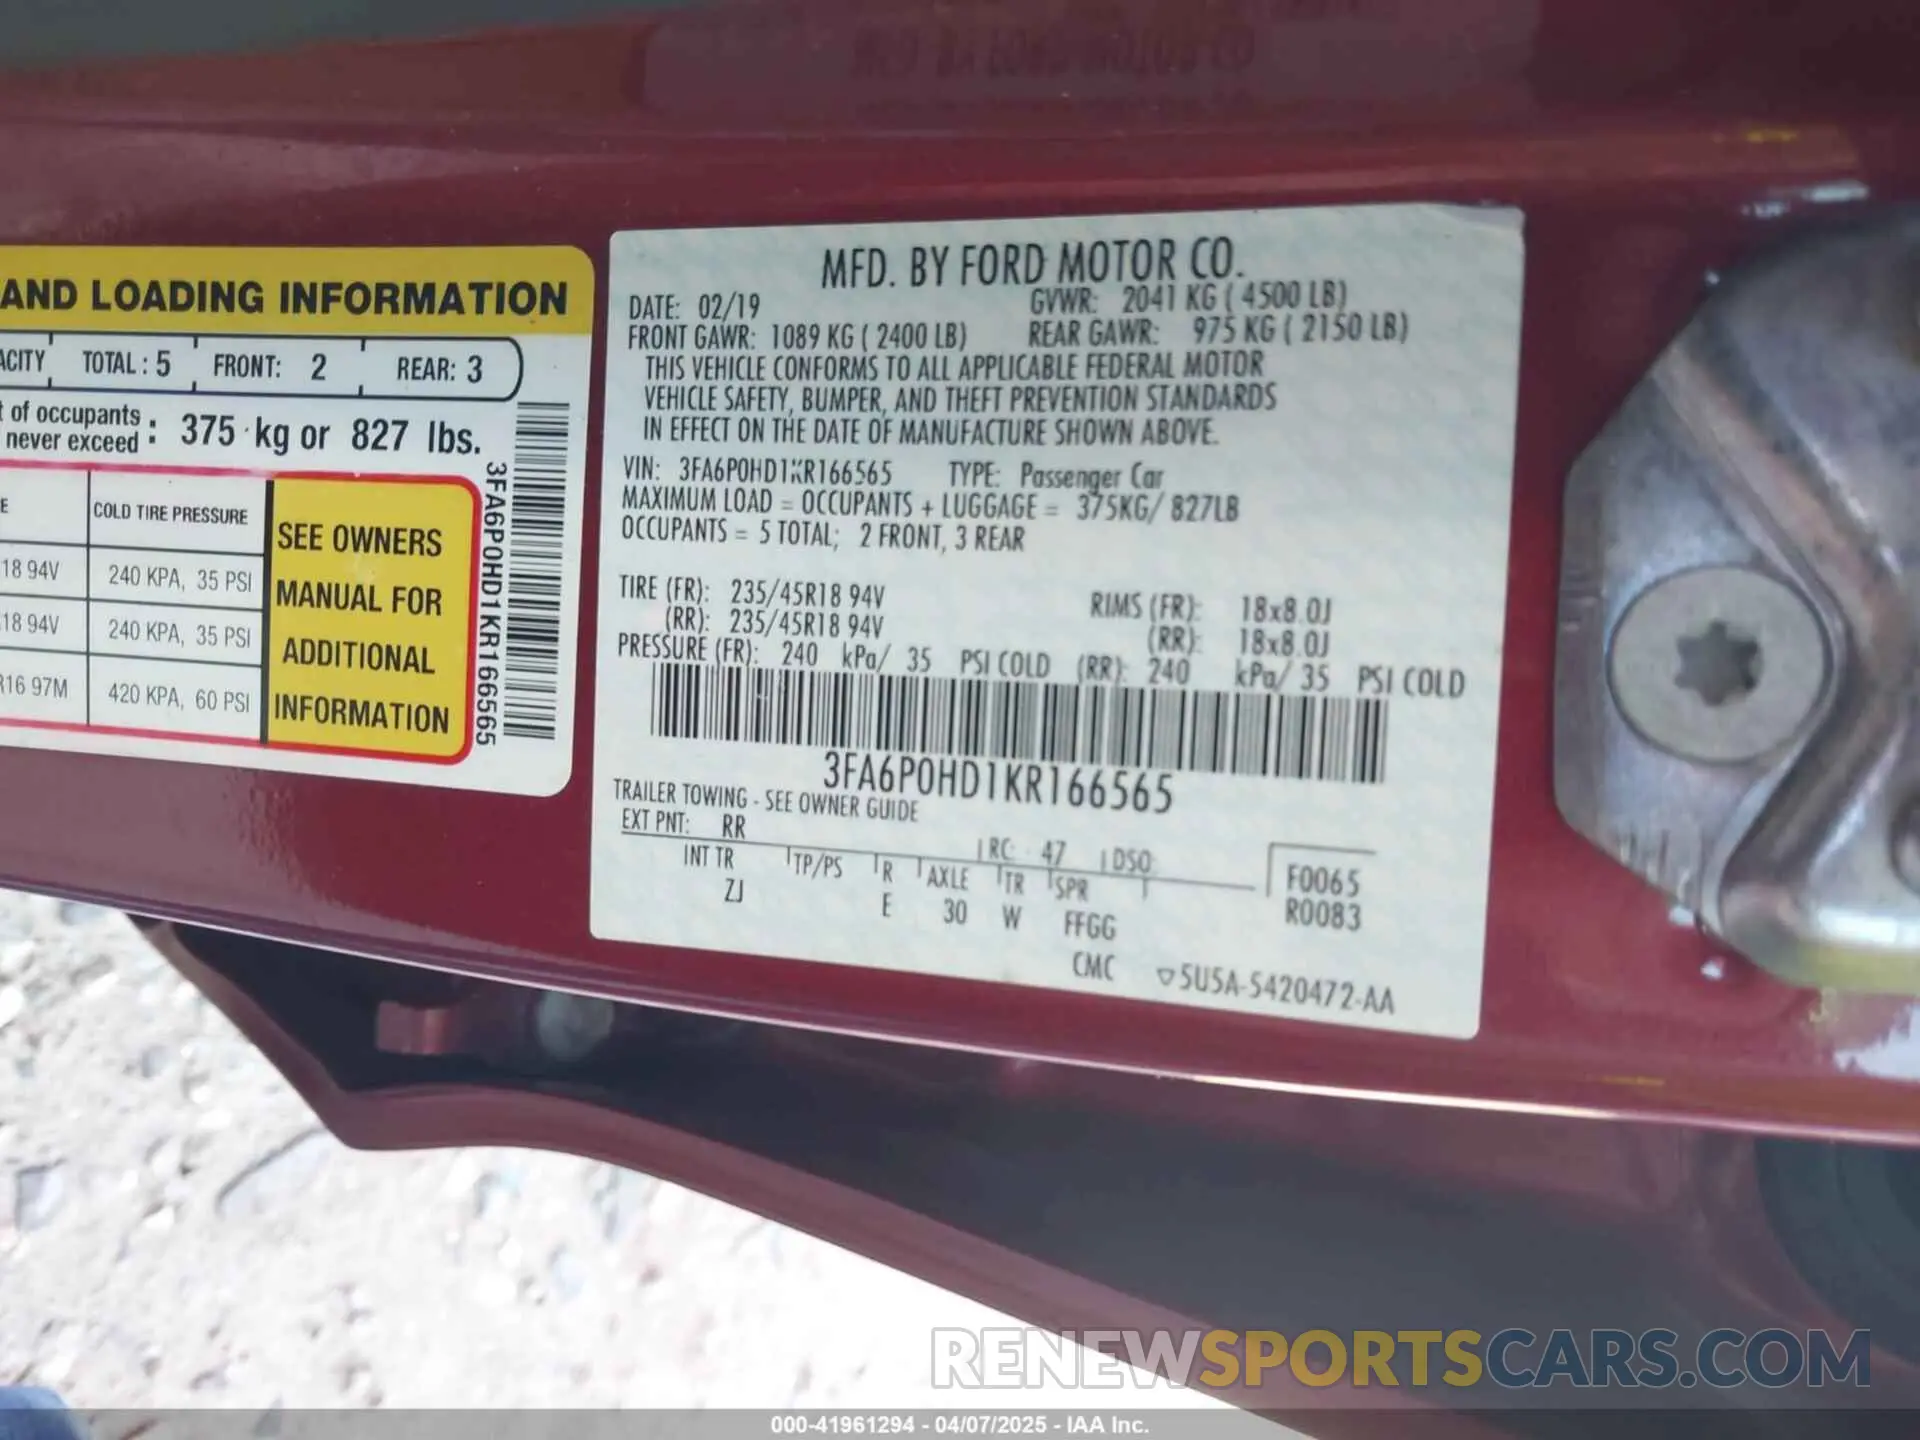 AND LOADING INFORMATION
TOTAL : 5 FRONT: 2 REAR: 3
of occupants
never exceed : 375 kg or 827 lbs.
COLD TIRE PRESSURE
18 94V 240 KPA, 35 PSI
18 94V 240 KPA, 35 PSI
R16 97M 420 KPA, 60 PSI
SEE OWNERS
MANUAL FOR
ADDITIONAL
INFORMATION
3FA6P0HD1KR166565
MFD. BY FORD MOTOR CO.
DATE: 02/19 GVWR: 2041 KG ( 4500 LB)
FRONT GAWR: 1089 KG ( 2400 LB) REAR GAWR: 975 KG ( 2150 LB)
THIS VEHICLE CONFORMS TO ALL APPLICABLE FEDERAL MOTOR
VEHICLE SAFETY, BUMPER, AND THEFT PREVENTION STANDARDS
IN EFFECT ON THE DATE OF MANUFACTURE SHOWN ABOVE.
VIN: 3FA6P0HD1KR166565 TYPE: Passenger Car
MAXIMUM LOAD = OCCUPANTS + LUGGAGE = 375KG/ 827LB
OCCUPANTS = 5 TOTAL; 2 FRONT, 3 REAR
TIRE (FR): 235/45R18 94V RIMS (FR): 18x8.0J
(RR): 235/45R18 94V (RR): 18x8.0J
PRESSURE (FR): 240 kPa/ 35 PSI COLD (RR): 240 kPa/ 35 PSI COLD
3FA6P0HD1KR166565
TRAILER TOWING - SEE OWNER GUIDE
EXT PNT: RR RC: 47 DSO:
INT TR TP/PS R AXLE TR SPR F0065
ZJ E 30 W FFGG R0083
CMC ▽5U5A-5420472-AA
RENEWSPORTSCARS.COM
000-41961294 - 04/07/2025 - IAA Inc.